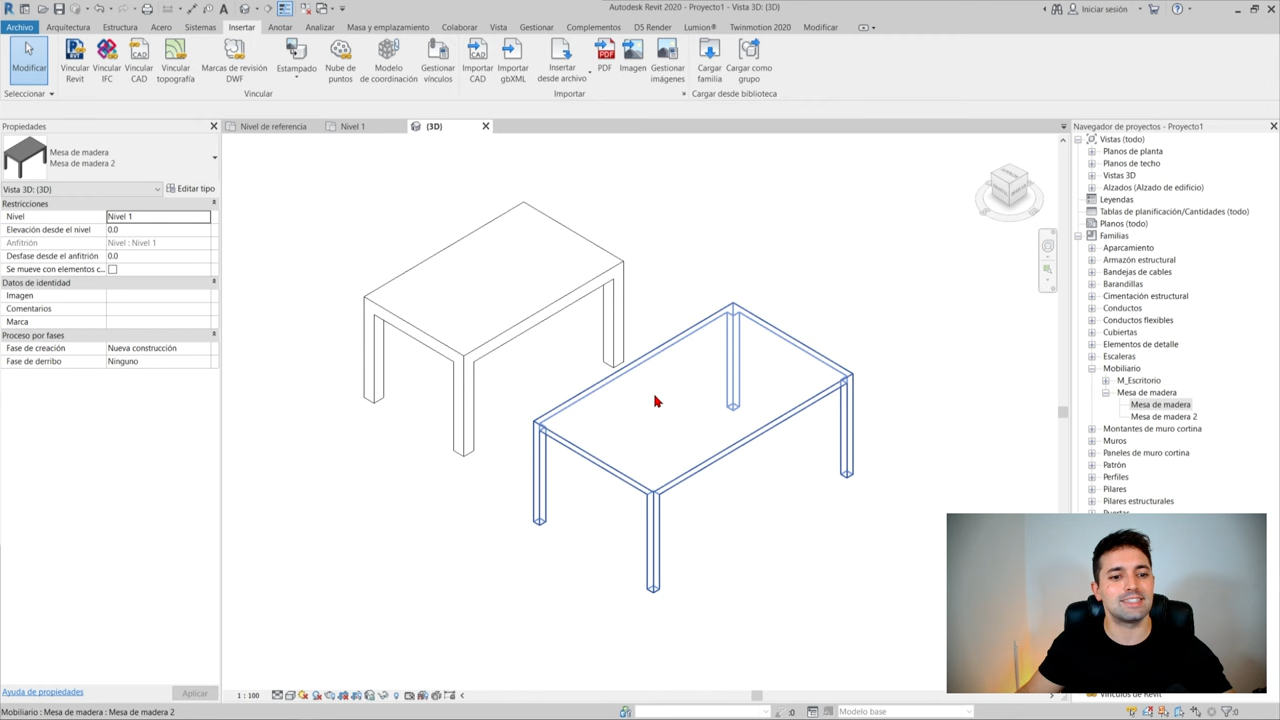 Autodesk Revit 2020 - Proyecto1 - Vista 3D: (3D)
Iniciar sesión
Archivo Arquitectura Estructura Acero Sistemas Insertar Anotar Analizar Masa y emplazamiento Colaborar Vista Gestionar Complementos D5 Render Lumion® Twinmotion 2020 Modificar
Modificar
Vincular Revit
Vincular IFC
Vincular CAD
Vincular topografía
Marcas de revisión DWF
Estampado
Nube de puntos
Modelo de coordinación
Gestionar vínculos
Importar CAD
Importar gbXML
Insertar desde archivo
PDF
Imagen
Gestionar imágenes
Cargar familia
Cargar como grupo
Seleccionar Vincular Importar Cargar desde biblioteca
Propiedades
Nivel de referencia Nivel 1 (3D)
Navegador de proyectos - Proyecto1
Mesa de madera
Mesa de madera 2
Vista 3D: (3D) Editar tipo
Restricciones
Nivel Nivel 1
Elevación desde el nivel 0.0
Anfitrión Nivel : Nivel 1
Desfase desde el anfitrión 0.0
Se mueve con elementos c...
Datos de identidad
Imagen
Comentarios
Marca
Proceso por fases
Fase de creación Nueva construcción
Fase de derribo Ninguno
Vistas (todo)
Planos de planta
Planos de techo
Vistas 3D
Alzados (Alzado de edificio)
Leyendas
Tablas de planificación/Cantidades (todo)
Planos (todo)
Familias
Aparcamiento
Armazón estructural
Bandejas de cables
Barandillas
Cimentación estructural
Conductos
Conductos flexibles
Cubiertas
Elementos de detalle
Escaleras
Mobiliario
M_Escritorio
Mesa de madera
Mesa de madera
Mesa de madera 2
Montantes de muro cortina
Muros
Paneles de muro cortina
Patrón
Perfiles
Pilares
Pilares estructurales
Puertas
Vínculos de Revit
Ayuda de propiedades Aplicar
1 : 100
Mobiliario : Mesa de madera : Mesa de madera 2
:0 Modelo base :0